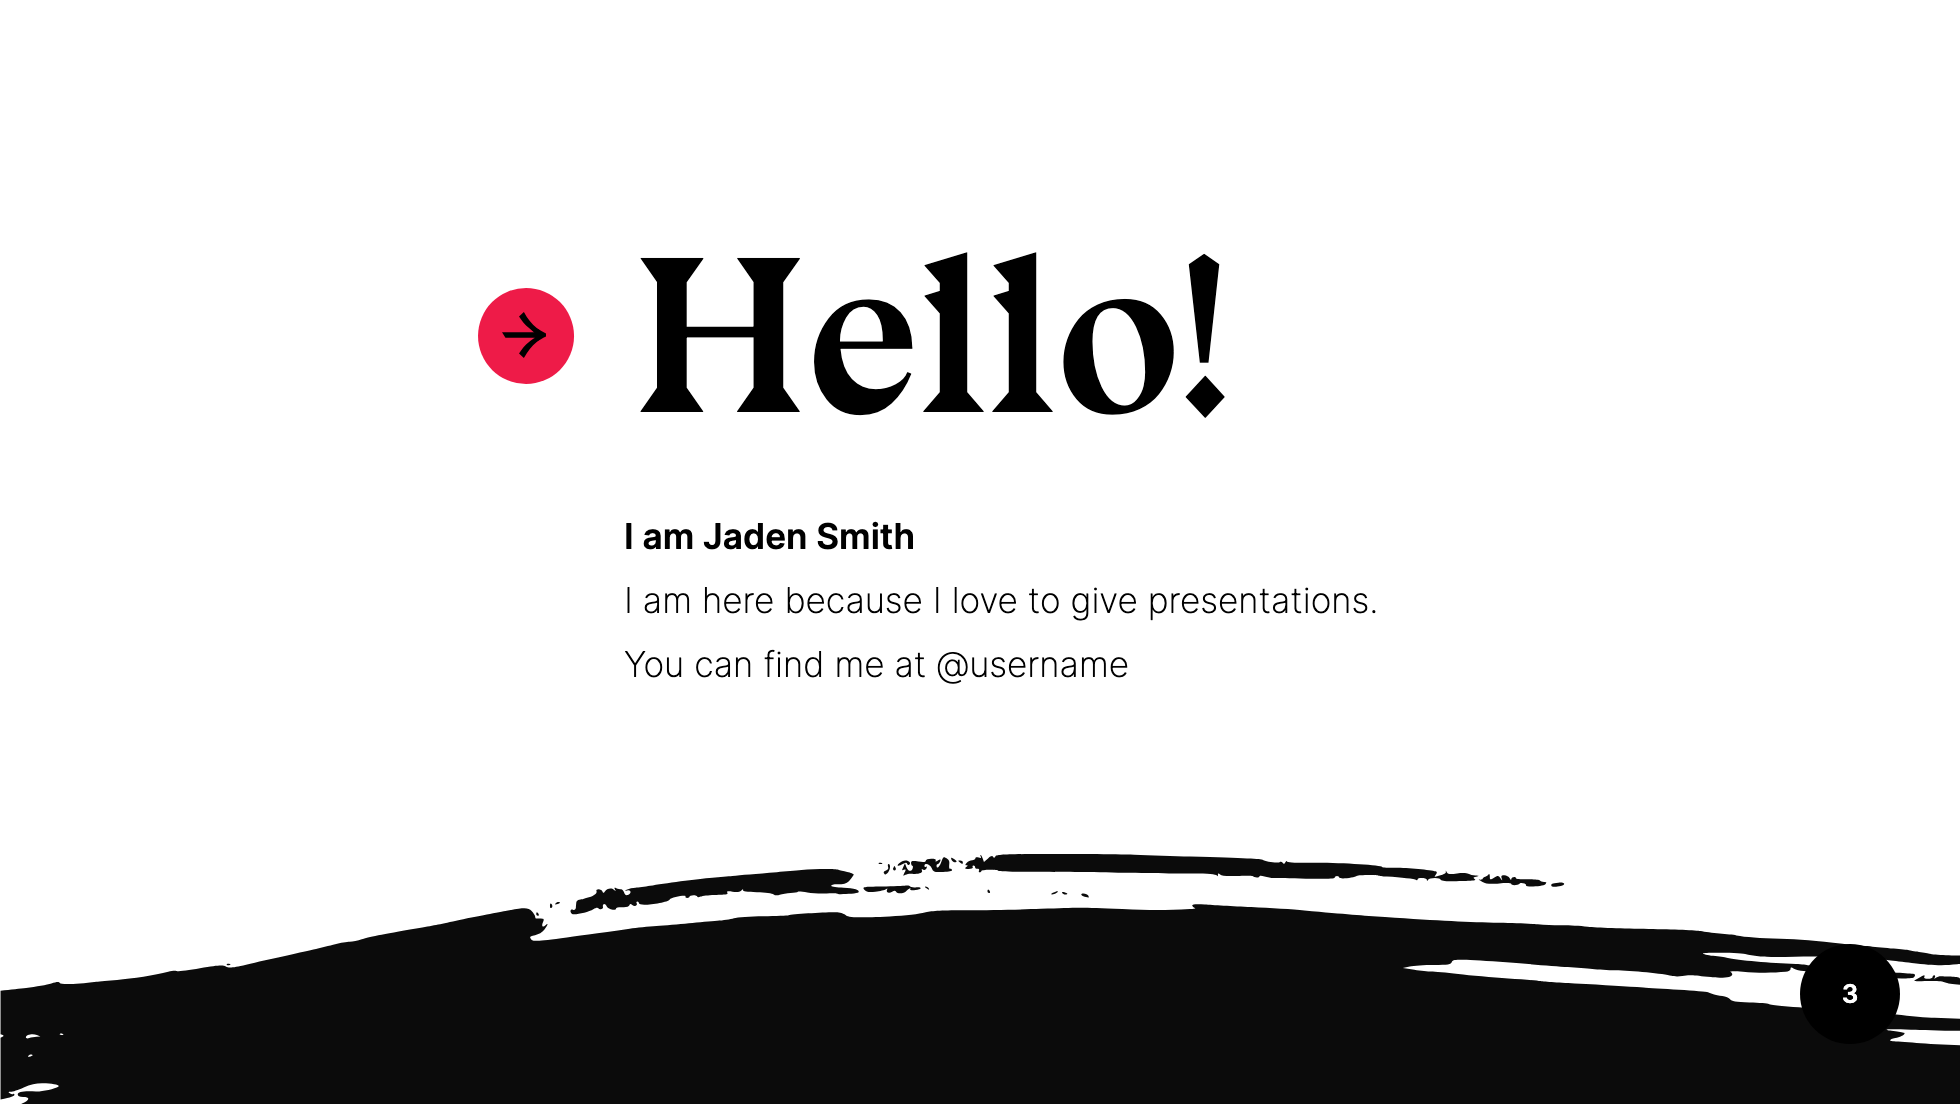 Hello!
I am Jaden Smith
I am here because I love to give presentations.
You can find me at @username
3